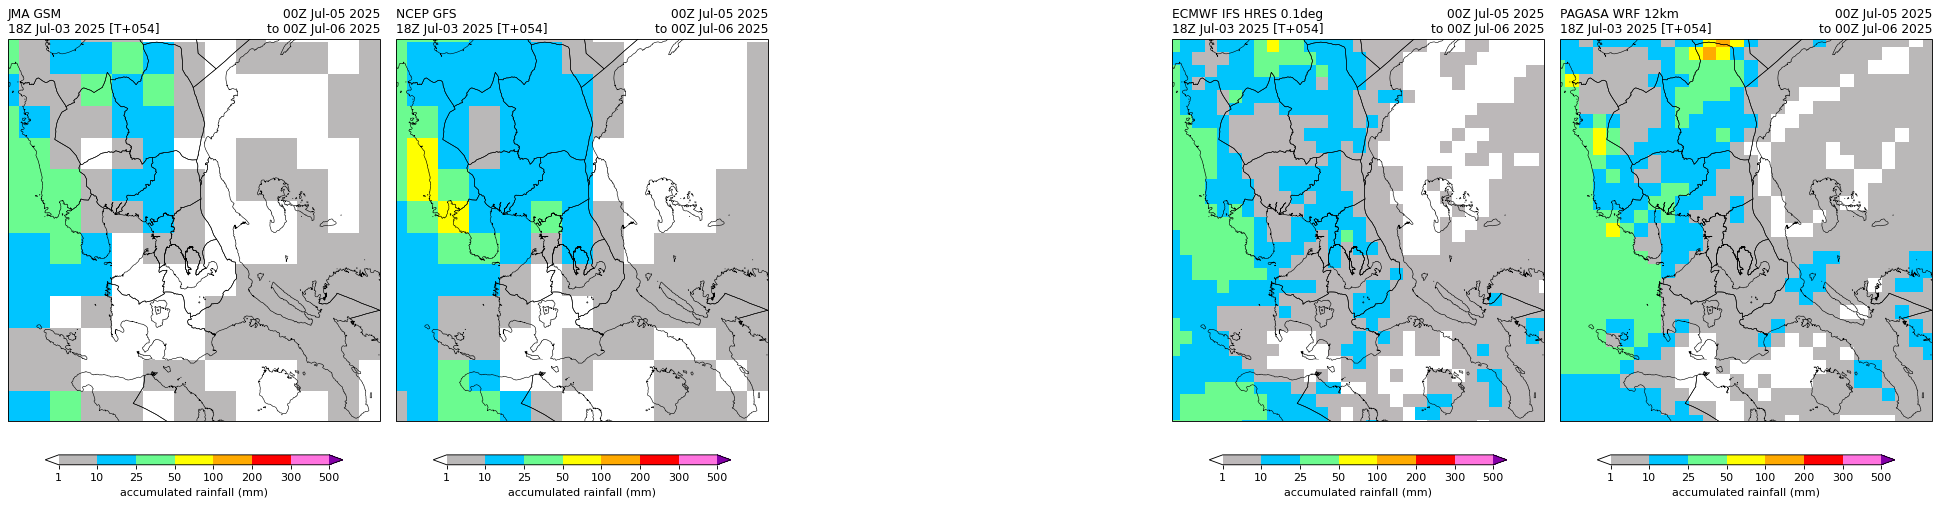 JMA GSM 00Z Jul-05 2025
18Z Jul-03 2025 [T+054] to 00Z Jul-06 2025
1 10 25 50 100 200 300 500
accumulated rainfall (mm)
NCEP GFS 00Z Jul-05 2025
18Z Jul-03 2025 [T+054] to 00Z Jul-06 2025
1 10 25 50 100 200 300 500
accumulated rainfall (mm)
ECMWF IFS HRES 0.1deg 00Z Jul-05 2025
18Z Jul-03 2025 [T+054] to 00Z Jul-06 2025
1 10 25 50 100 200 300 500
accumulated rainfall (mm)
PAGASA WRF 12km 00Z Jul-05 2025
18Z Jul-03 2025 [T+054] to 00Z Jul-06 2025
1 10 25 50 100 200 300 500
accumulated rainfall (mm)